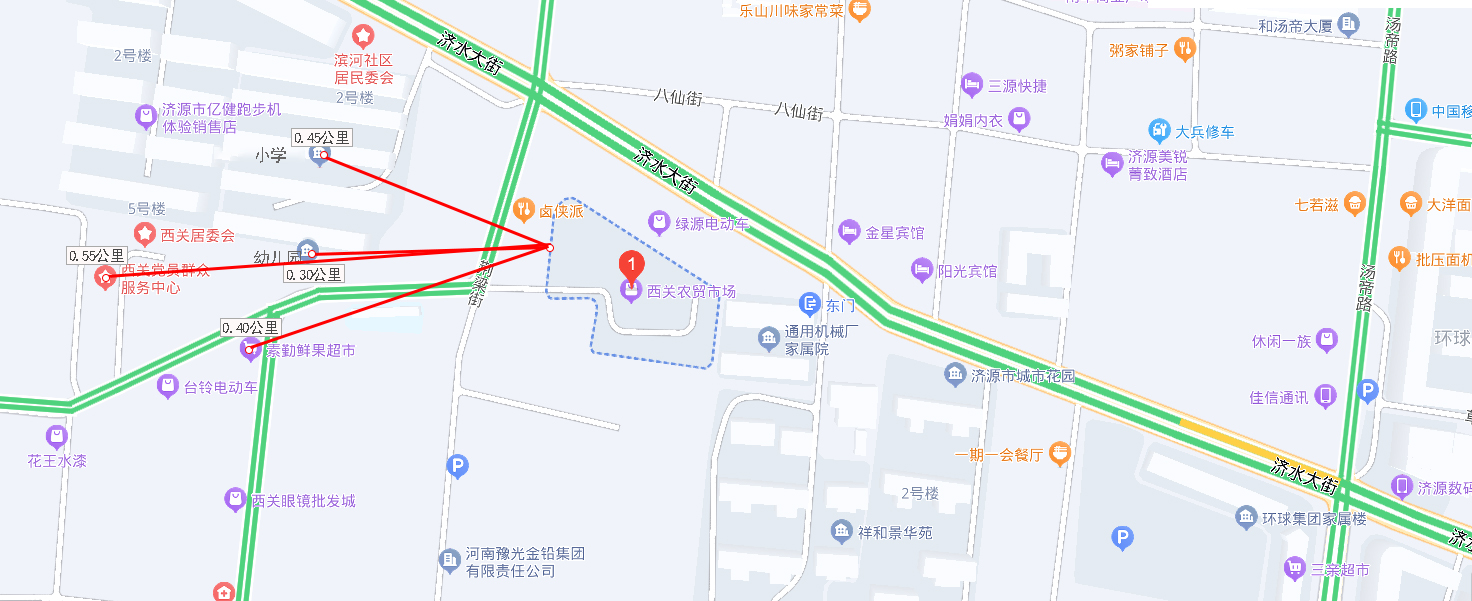 乐山川味家常菜
和汤帝大厦
汤帝路
济水大街
2号楼
滨河社区
居民委会
粥家铺子
2号楼
三源快捷
八仙街
八仙街
济源市亿健跑步机
体验销售店
中国移
娟娟内衣
大兵修车
0.45公里
小学
济水大街
济源美锐
菁致酒店
5号楼
卤侠派
七若滋
大洋面
西关居委会
绿源电动车
金星宾馆
0.55公里
幼儿园
批压面机
西关党员群众
服务中心
0.30公里
荆梁街
1
西关农贸市场
阳光宾馆
汤帝路
东门
0.40公里
通用机械厂
家属院
休闲一族
环球
素勤鲜果超市
济源市城市花园
台铃电动车
P
佳信通讯
花王水漆
一期一会餐厅
P
济水大街
西关眼镜批发城
2号楼
济源数码
环球集团家属楼
祥和景华苑
P
河南豫光金铅集团
有限责任公司
三亲超市